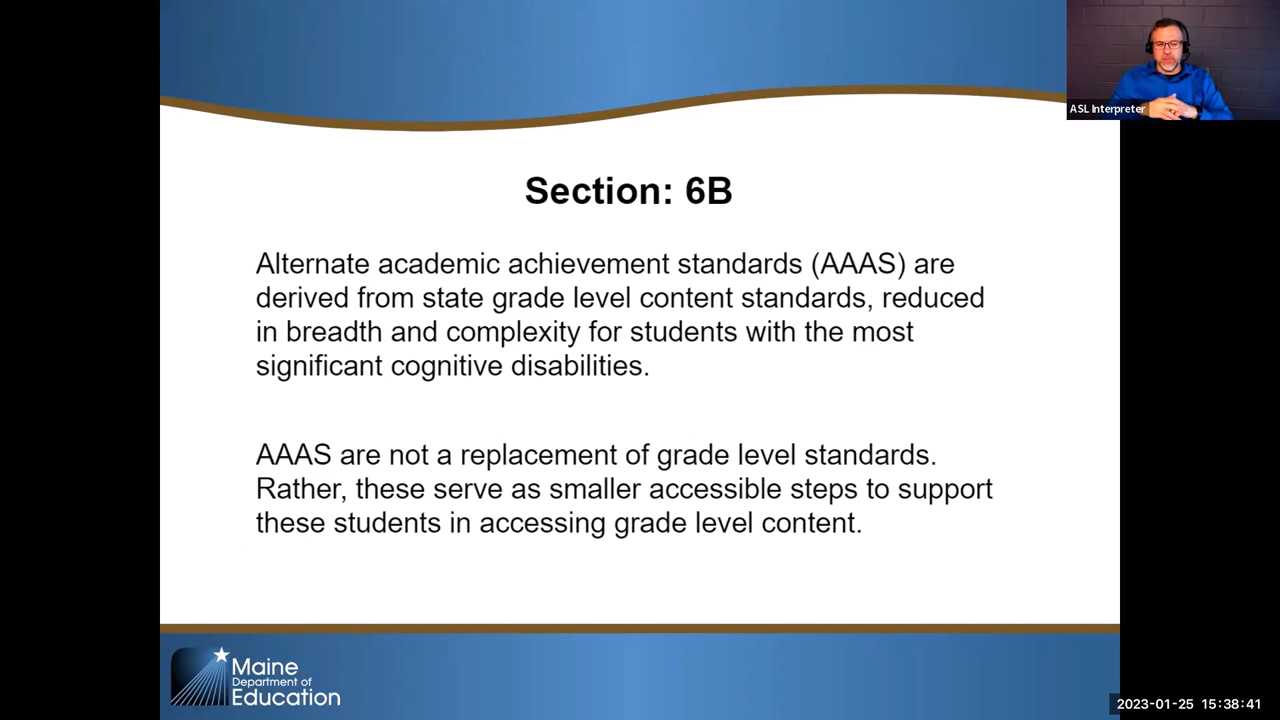 ASL Interpreter
Section: 6B
Alternate academic achievement standards (AAAS) are
derived from state grade level content standards, reduced
in breadth and complexity for students with the most
significant cognitive disabilities.
AAAS are not a replacement of grade level standards.
Rather, these serve as smaller accessible steps to support
these students in accessing grade level content.
Maine
Department of
Education
2023-01-25 15:38:41